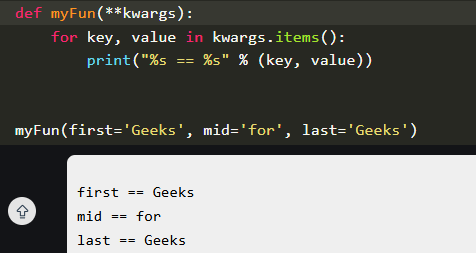 def myFun(**kwargs):
    for key, value in kwargs.items():
        print("%s == %s" % (key, value))
myFun(first='Geeks', mid='for', last='Geeks')
first == Geeks
mid == for
last == Geeks